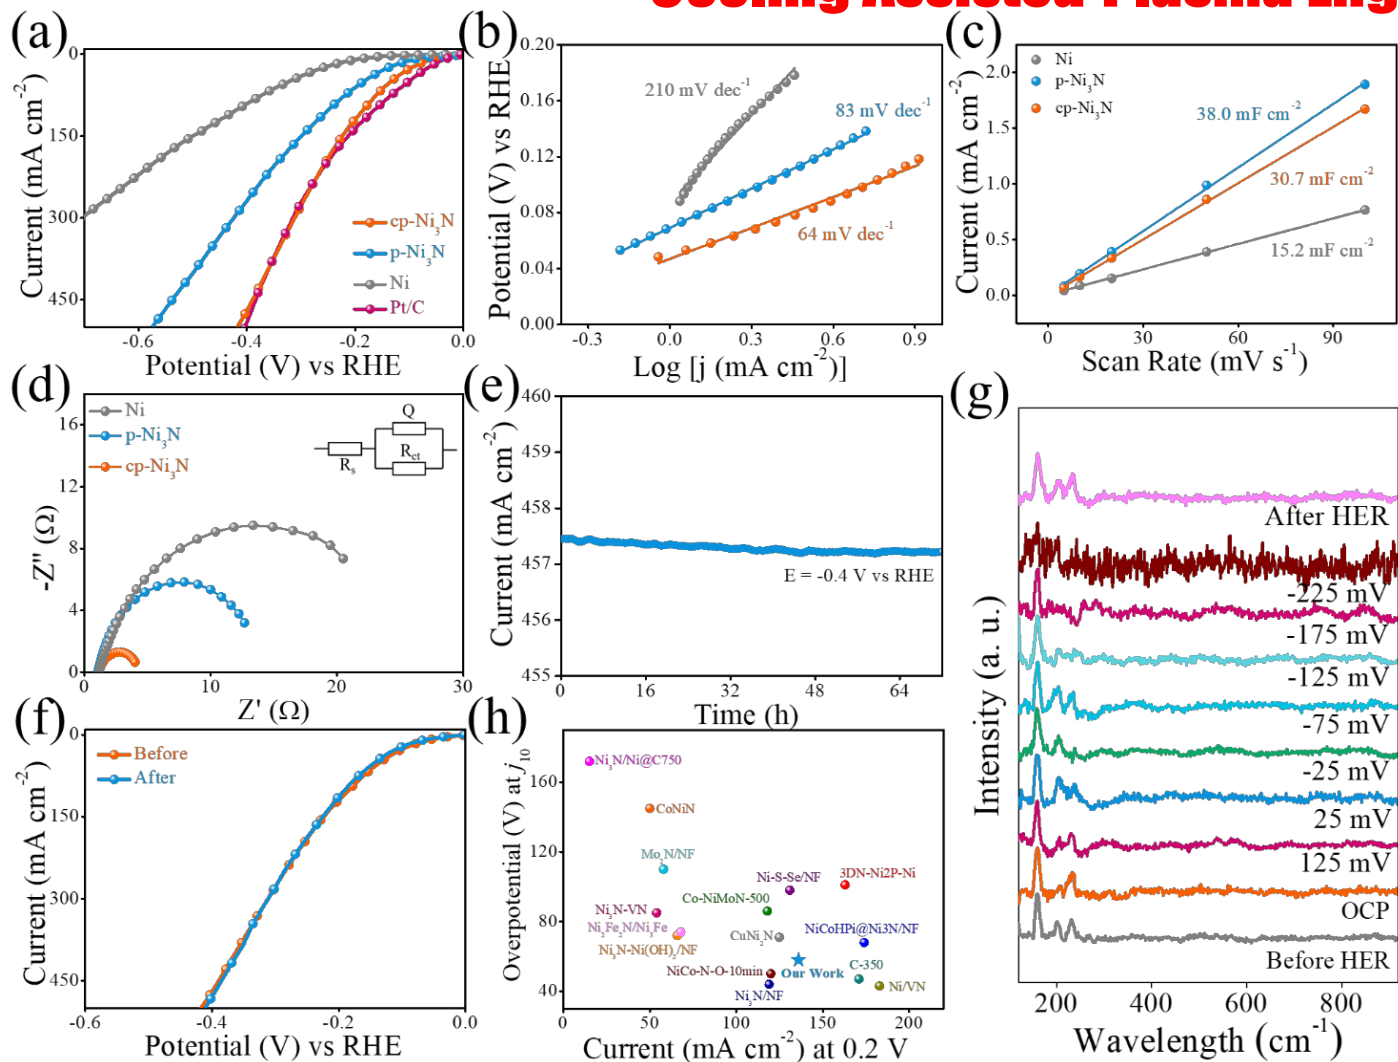 Cooling Assisted Plasma Eng
(a)
0
150
300
450
Current (mA cm-2)
-0.6
-0.4
-0.2
0.0
Potential (V) vs RHE
cp-Ni3N
p-Ni3N
Ni
Pt/C
(b)
0.20
0.16
0.12
0.08
0.04
0.00
Potential (V) vs RHE
-0.3
0.0
0.3
0.6
0.9
Log [j (mA cm-2)]
210 mV dec-1
83 mV dec-1
64 mV dec-1
(c)
2.0
1.5
1.0
0.5
0.0
Current (mA cm-2)
0
30
60
90
Scan Rate (mV s-1)
Ni
p-Ni3N
cp-Ni3N
38.0 mF cm-2
30.7 mF cm-2
15.2 mF cm-2
(d)
16
12
8
4
0
-Z'' (Ω)
0
10
20
30
Z' (Ω)
Ni
p-Ni3N
cp-Ni3N
Q
Rs
Rct
(e)
460
459
458
457
456
455
Current (mA cm-2)
0
16
32
48
64
Time (h)
E = -0.4 V vs RHE
(f)
0
150
300
450
Current (mA cm-2)
-0.6
-0.4
-0.2
0.0
Potential (V) vs RHE
Before
After
(h)
160
120
80
40
Overpotential (V) at j10
0
50
100
150
200
Current (mA cm-2) at 0.2 V
Ni3N/Ni@C750
CoNiN
Mo2N/NF
Ni-S-Se/NF
3DN-Ni2P-Ni
Co-NiMoN-500
Ni3N-VN
Ni2Fe2N/Ni3Fe
Ni3N-Ni(OH)2/NF
CuNi2N
NiCoHPi@Ni3N/NF
NiCo-N-O-10min
Our Work
C-350
Ni3N/NF
Ni/VN
(g)
Intensity (a. u.)
After HER
-225 mV
-175 mV
-125 mV
-75 mV
-25 mV
25 mV
125 mV
OCP
Before HER
200
400
600
800
Wavelength (cm-1)